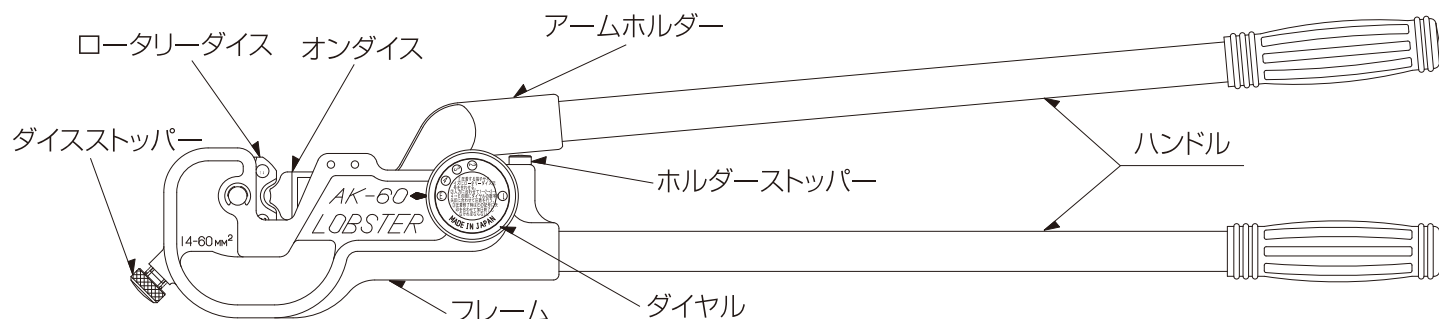 アームホルダー
ロータリーダイス
オンダイス
ダイスストッパー
ハンドル
ホルダーストッパー
AK-60
LOBSTER
MADE IN JAPAN
14-60MM²
フレーム
ダイヤル